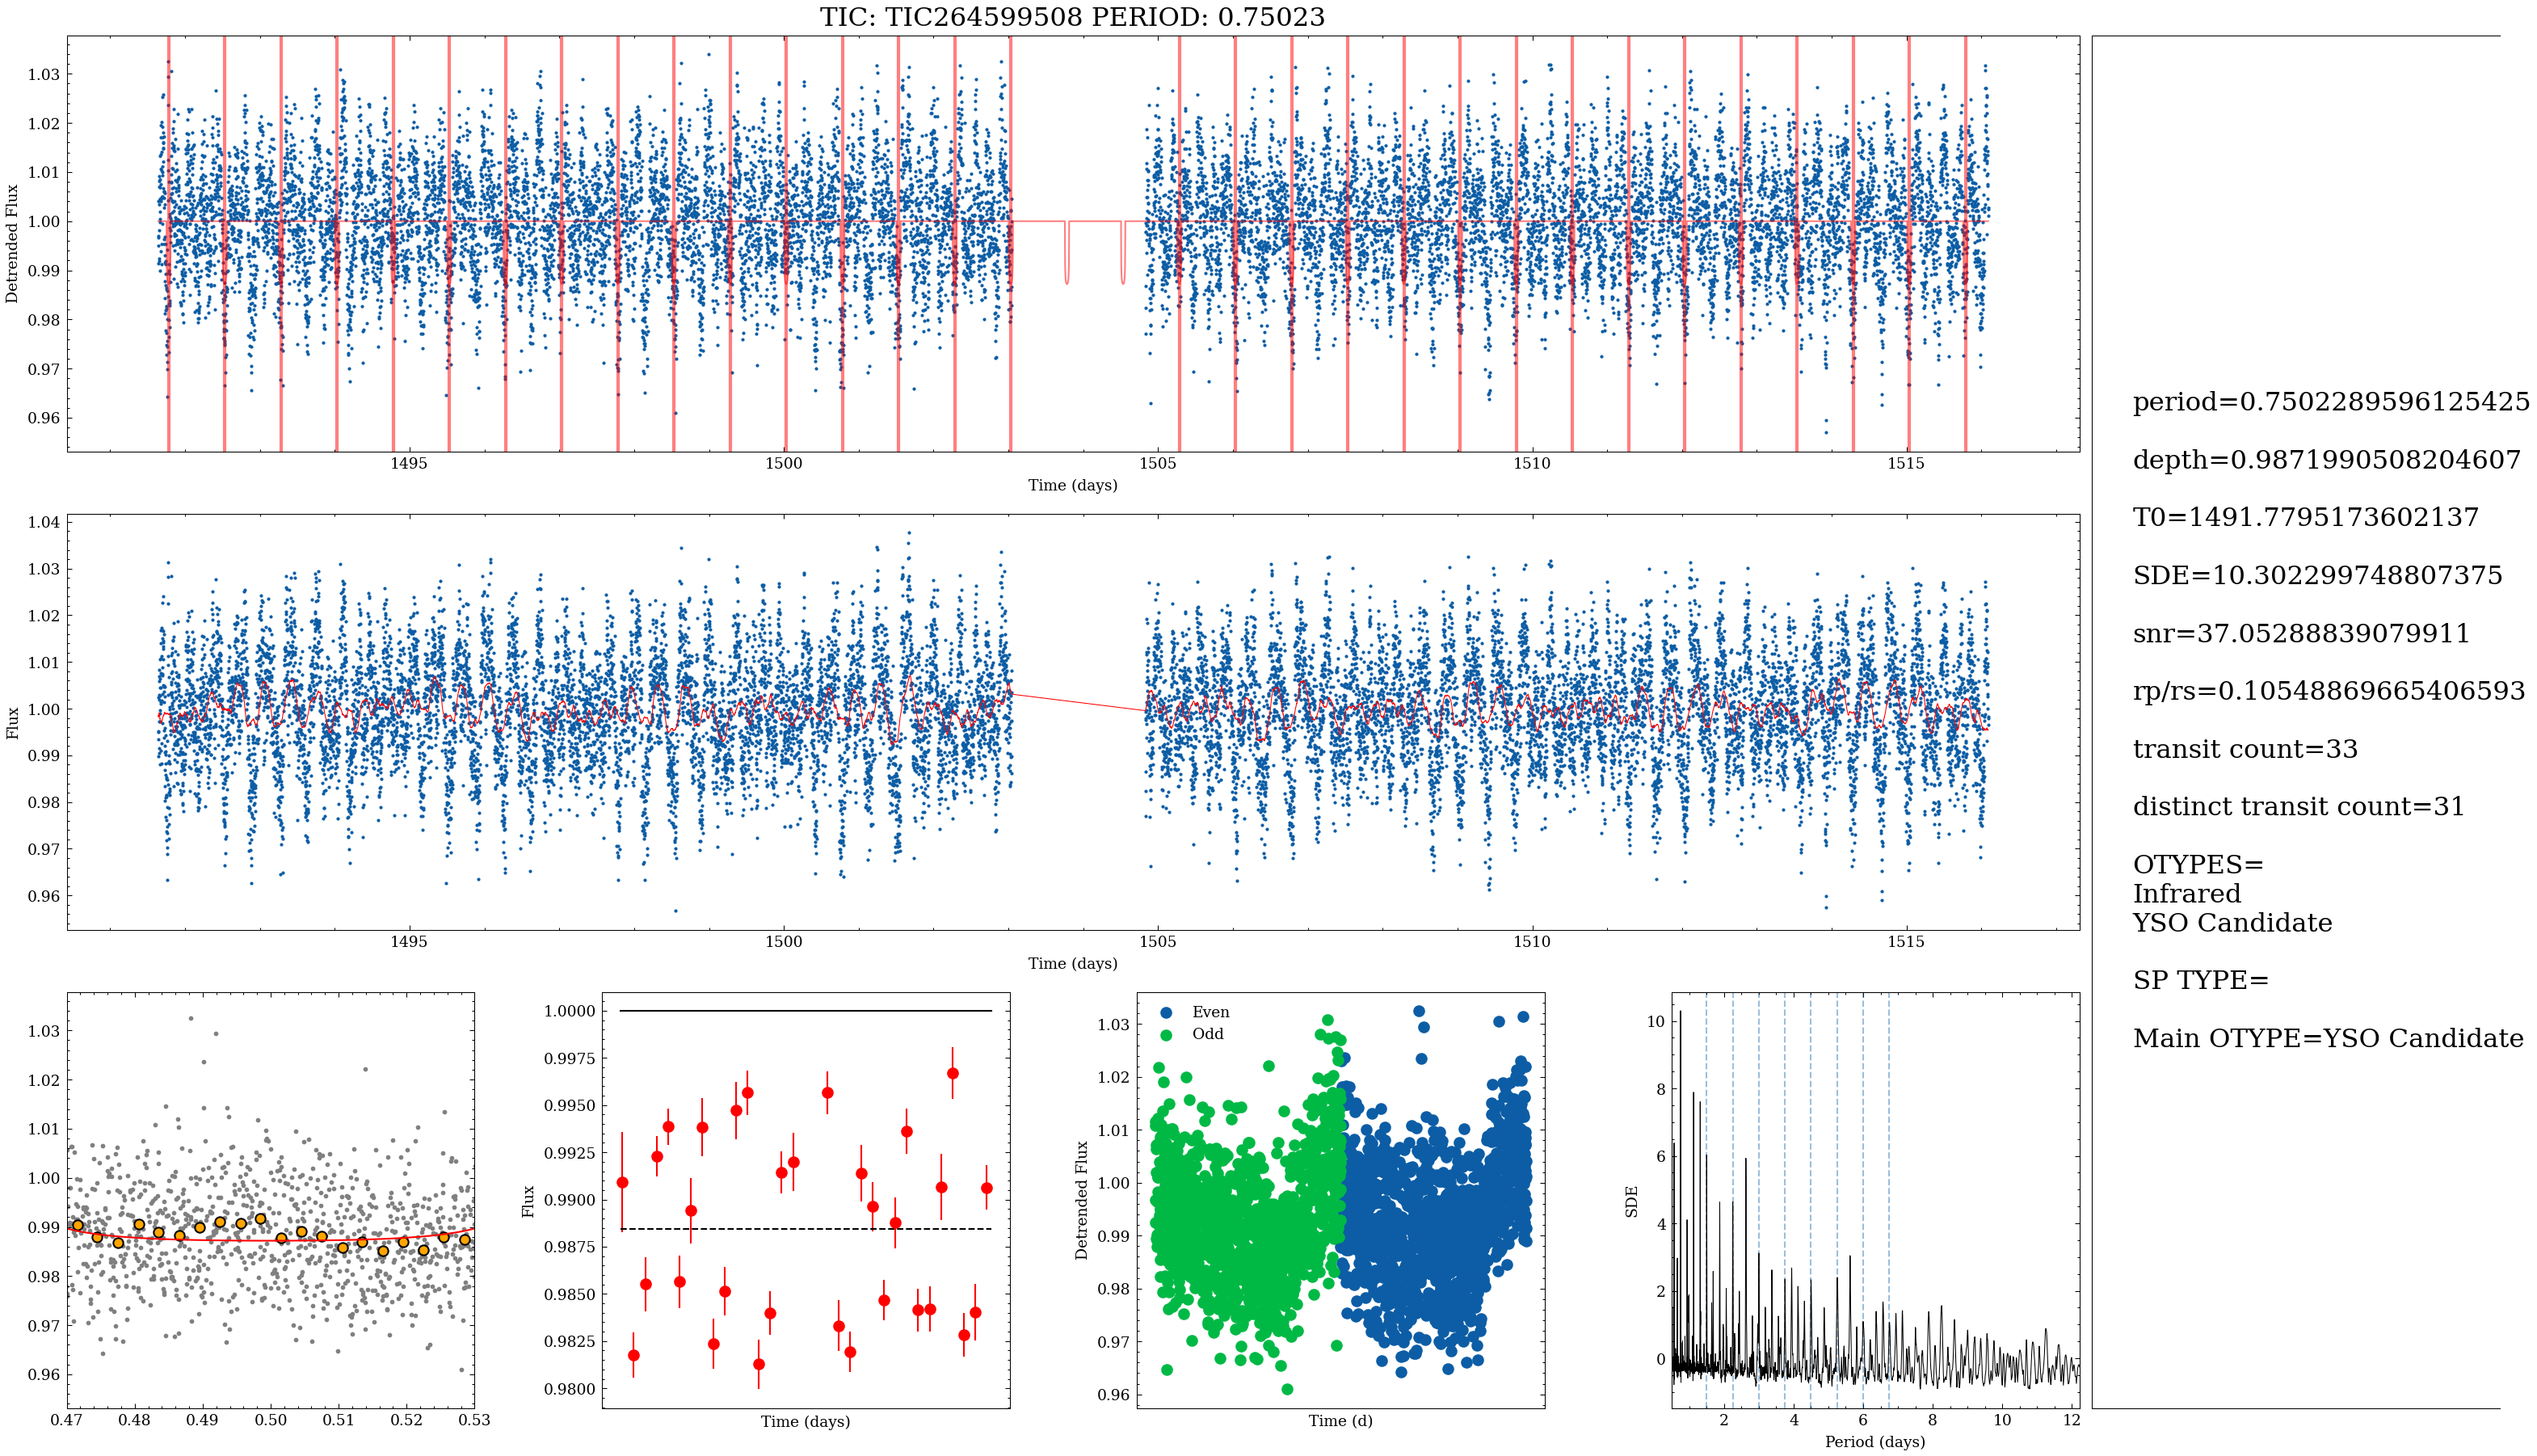 TIC: TIC264599508 PERIOD: 0.75023
1.03
1.02
1.01
1.00
0.99
0.98
0.97
0.96
Detrended Flux
1495
1500
1505
1510
1515
Time (days)
1.04
1.03
1.02
1.01
1.00
0.99
0.98
0.97
0.96
Flux
1495
1500
1505
1510
1515
Time (days)
1.03
1.02
1.01
1.00
0.99
0.98
0.97
0.96
0.47
0.48
0.49
0.50
0.51
0.52
0.53
1.0000
0.9975
0.9950
0.9925
0.9900
0.9875
0.9850
0.9825
0.9800
Flux
Time (days)
Even
Odd
1.03
1.02
1.01
1.00
0.99
0.98
0.97
0.96
Detrended Flux
Time (d)
10
8
6
4
2
0
SDE
2
4
6
8
10
12
Period (days)
period=0.7502289596125425
depth=0.9871990508204607
T0=1491.7795173602137
SDE=10.302299748807375
snr=37.05288839079911
rp/rs=0.10548869665406593
transit count=33
distinct transit count=31
OTYPES=
Infrared
YSO Candidate
SP TYPE=
Main OTYPE=YSO Candidate